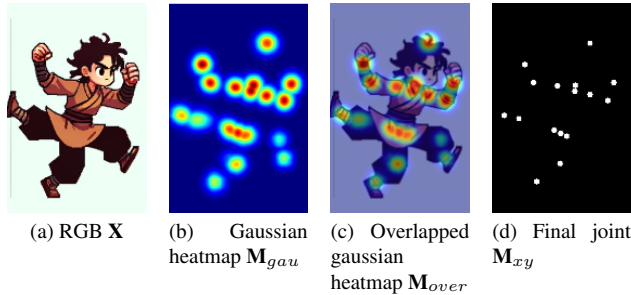 (a) RGB X
(b) Gaussian
heatmap M_gau
(c) Overlapped
gaussian
heatmap M_over
(d) Final joint
M_xy